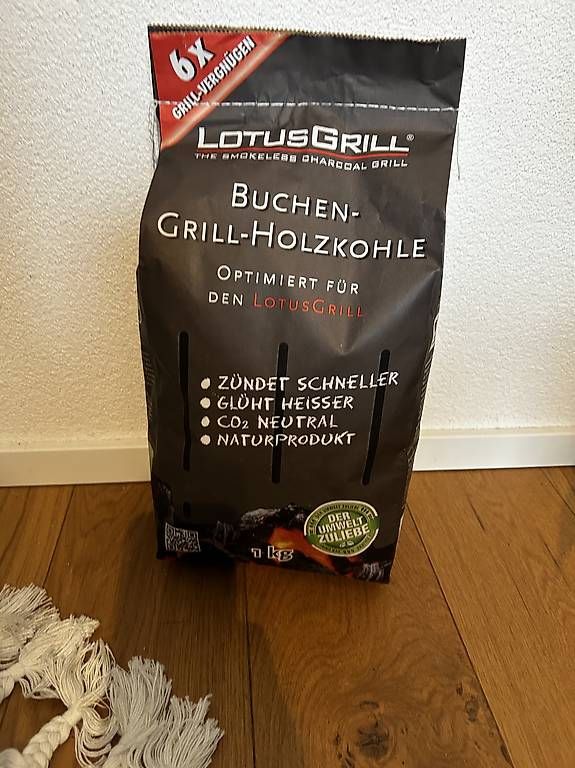 6x
GRILL-VERGNÜGEN
LOTUSGRILL®
THE SMOKELESS CHARCOAL GRILL
BUCHEN-
GRILL-HOLZKOHLE
OPTIMIERT FÜR
DEN LOTUSGRILL
• ZÜNDET SCHNELLER
• GLÜHT HEISSER
• CO₂ NEUTRAL
• NATURPRODUKT
DER
UMWELT
ZULIEBE
1 kg